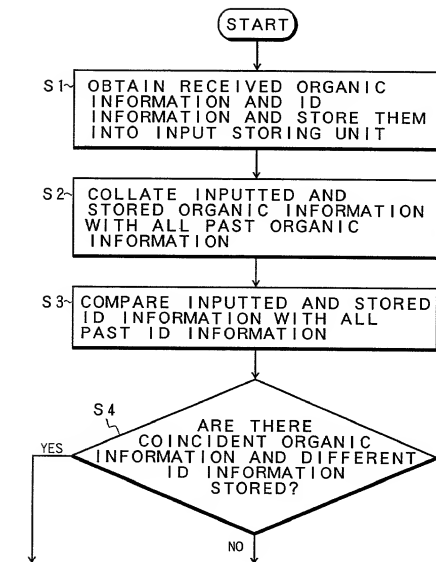 START
S1
OBTAIN RECEIVED ORGANIC
INFORMATION AND ID
INFORMATION AND STORE THEM
INTO INPUT STORING UNIT
S2
COLLATE INPUTTED AND
STORED ORGANIC INFORMATION
WITH ALL PAST ORGANIC
INFORMATION
S3
COMPARE INPUTTED AND STORED
ID INFORMATION WITH ALL
PAST ID INFORMATION
S4
ARE THERE
COINCIDENT ORGANIC
INFORMATION AND DIFFERENT
ID INFORMATION
STORED?
YES
NO